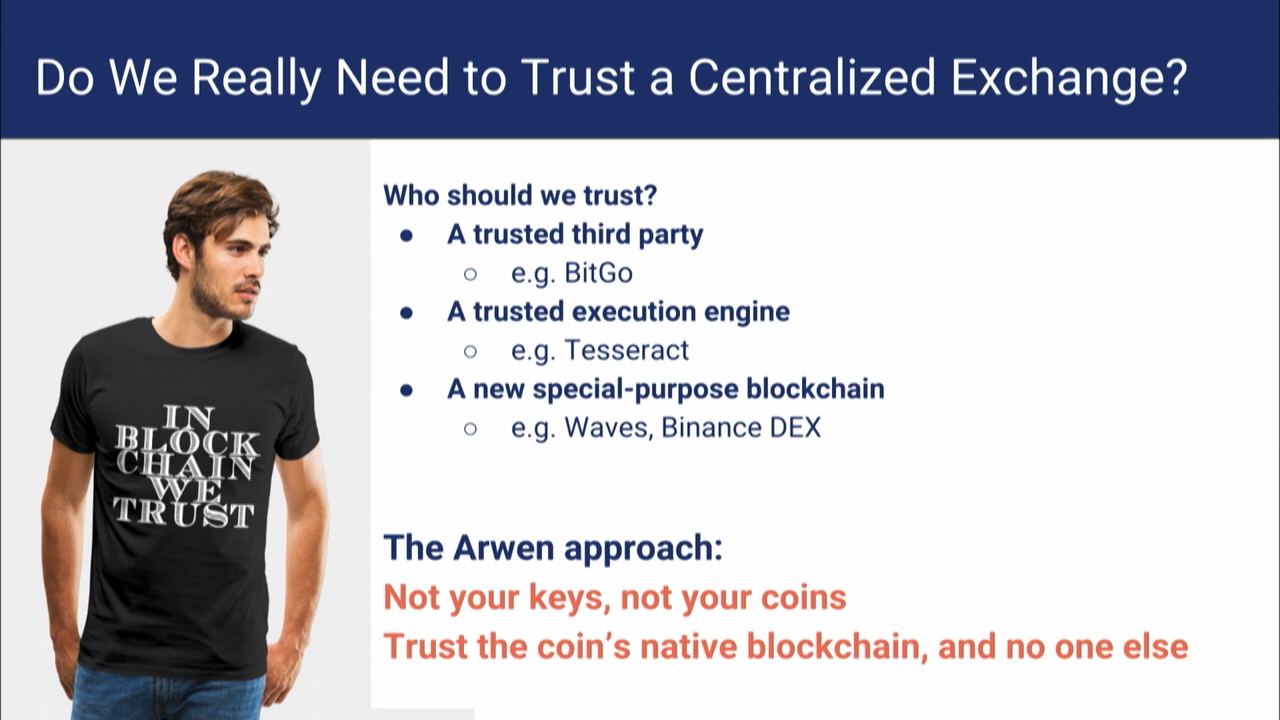 Do We Really Need to Trust a Centralized Exchange?
IN
BLOCK
CHAIN
WE
TRUST
Who should we trust?
● A trusted third party
○ e.g. BitGo
● A trusted execution engine
○ e.g. Tesseract
● A new special-purpose blockchain
○ e.g. Waves, Binance DEX
The Arwen approach:
Not your keys, not your coins
Trust the coin’s native blockchain, and no one else